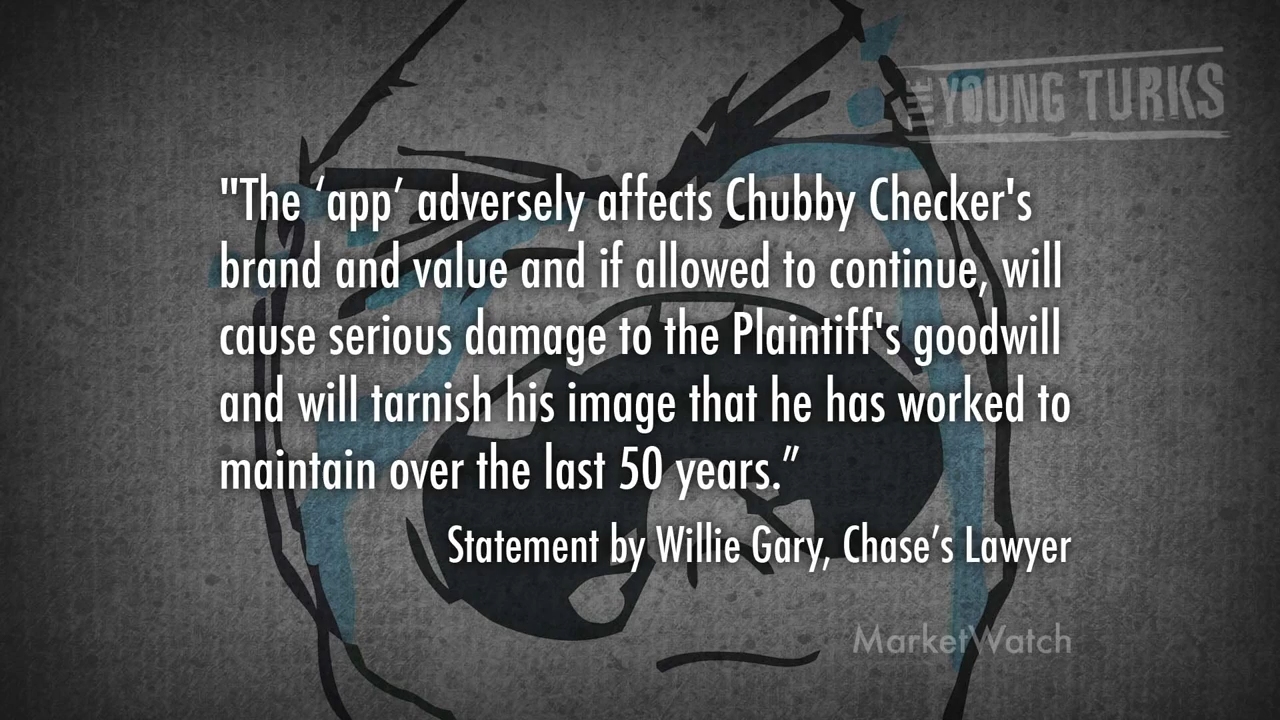 THE YOUNG TURKS
"The ‘app’ adversely affects Chubby Checker's
brand and value and if allowed to continue, will
cause serious damage to the Plaintiff's goodwill
and will tarnish his image that he has worked to
maintain over the last 50 years.”
Statement by Willie Gary, Chase’s Lawyer
MarketWatch